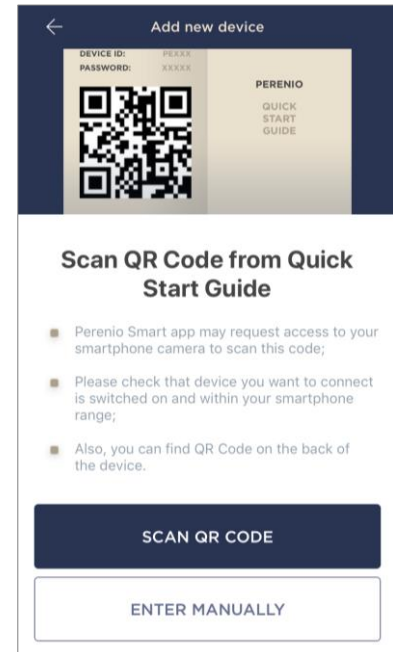 Add new device
DEVICE ID: PEXXX
PASSWORD: XXXXX
PERENIO
QUICK
START
GUIDE
Scan QR Code from Quick
Start Guide
Perenio Smart app may request access to your
smartphone camera to scan this code;
Please check that device you want to connect
is switched on and within your smartphone
range;
Also, you can find QR Code on the back of
the device.
SCAN QR CODE
ENTER MANUALLY